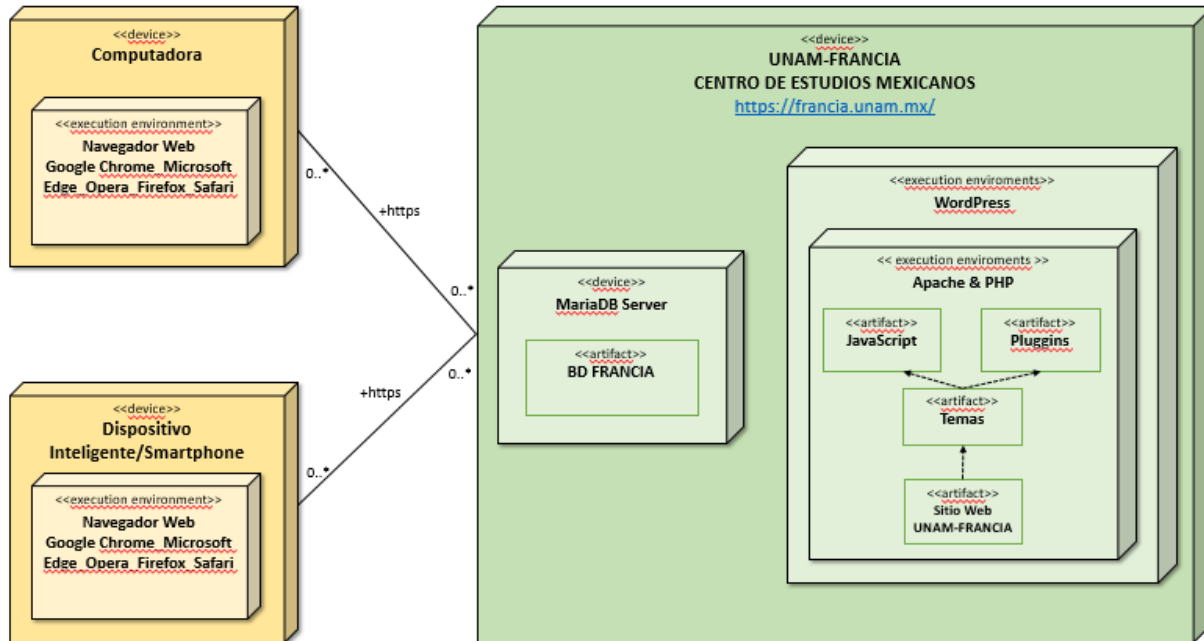 <<device>>
Computadora
<<execution environment>>
Navegador Web
Google Chrome_Microsoft
Edge_Opera_Firefox_Safari
0..*
+https
0..*
<<device>>
Dispositivo
Inteligente/Smartphone
<<execution environment>>
Navegador Web
Google Chrome_Microsoft
Edge_Opera_Firefox_Safari
0..*
+https
0..*
<<device>>
UNAM-FRANCIA
CENTRO DE ESTUDIOS MEXICANOS
https://francia.unam.mx/
<<device>>
MariaDB Server
<<artifact>>
BD FRANCIA
<<execution enviroments>>
WordPress
<< execution enviroments >>
Apache & PHP
<<artifact>>
JavaScript
<<artifact>>
Pluggins
<<artifact>>
Temas
<<artifact>>
Sitio Web
UNAM-FRANCIA